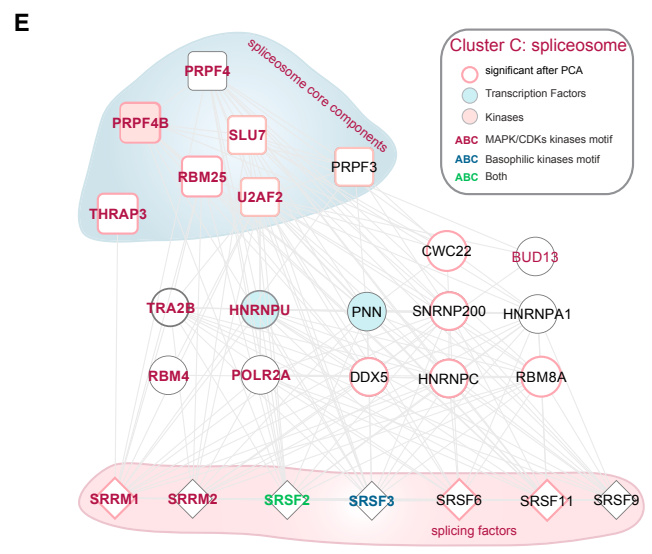 E
Cluster C: spliceosome
significant after PCA
Transcription Factors
Kinases
ABC MAPK/CDKs kinases motif
ABC Basophilic kinases motif
ABC Both
spliceosome core components
PRPF4
PRPF4B
SLU7
PRPF3
RBM25
U2AF2
THRAP3
CWC22
BUD13
TRA2B
HNRNPU
PNN
SNRNP200
HNRNPA1
RBM4
POLR2A
DDX5
HNRNPC
RBM8A
SRRM1
SRRM2
SRSF2
SRSF3
SRSF6
SRSF11
SRSF9
splicing factors